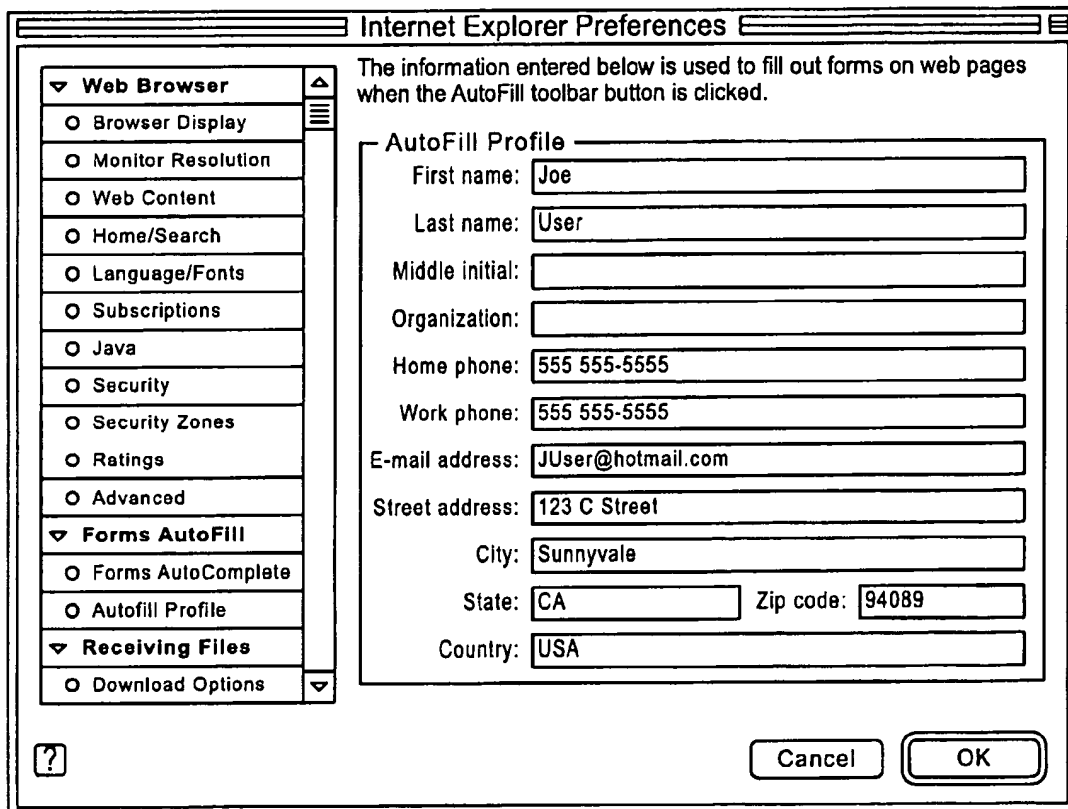 Internet Explorer Preferences
Web Browser
Browser Display
Monitor Resolution
Web Content
Home/Search
Language/Fonts
Subscriptions
Java
Security
Security Zones
Ratings
Advanced
Forms AutoFill
Forms AutoComplete
Autofill Profile
Receiving Files
Download Options
The information entered below is used to fill out forms on web pages
when the AutoFill toolbar button is clicked.
AutoFill Profile
First name: Joe
Last name: User
Middle initial:
Organization:
Home phone: 555 555-5555
Work phone: 555 555-5555
E-mail address: JUser@hotmail.com
Street address: 123 C Street
City: Sunnyvale
State: CA Zip code: 94089
Country: USA
? Cancel OK